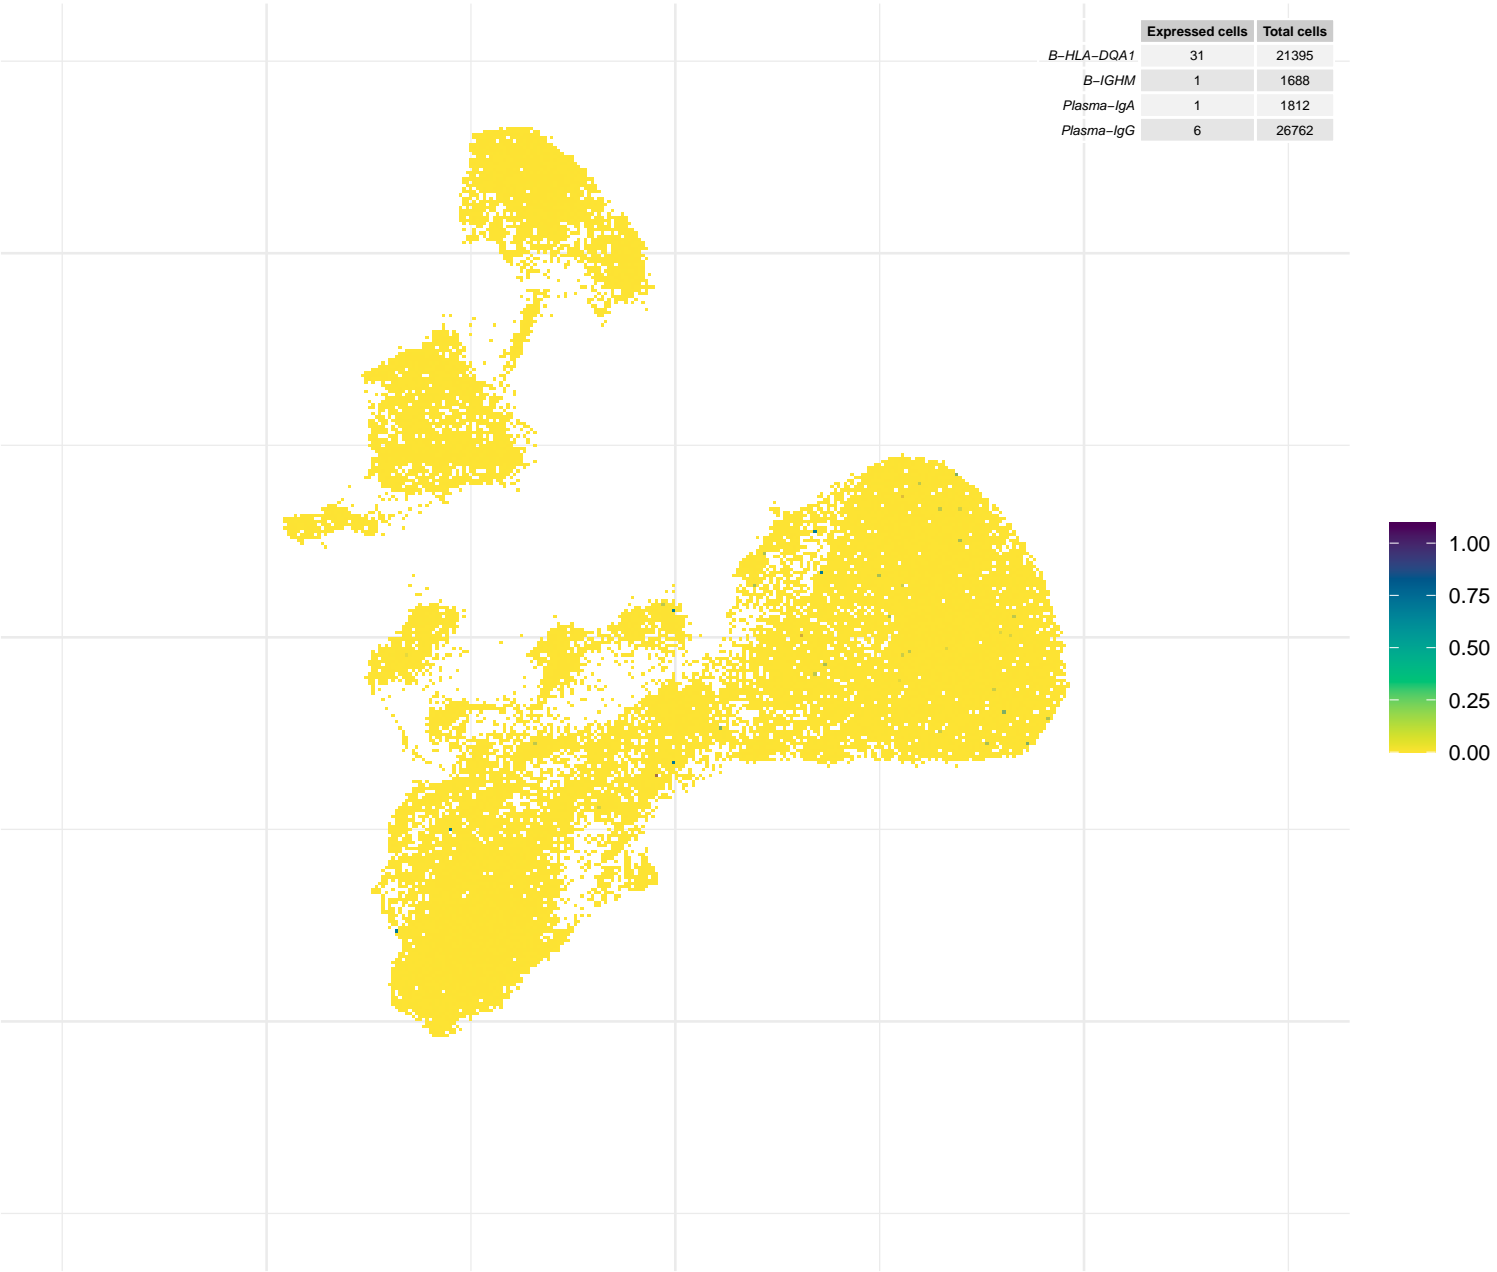 Expressed cells Total cells
B−HLA−DQA1 31 21395
B−IGHM 1 1688
Plasma−IgA 1 1812
Plasma−IgG 6 26762
1.00
0.75
0.50
0.25
0.00